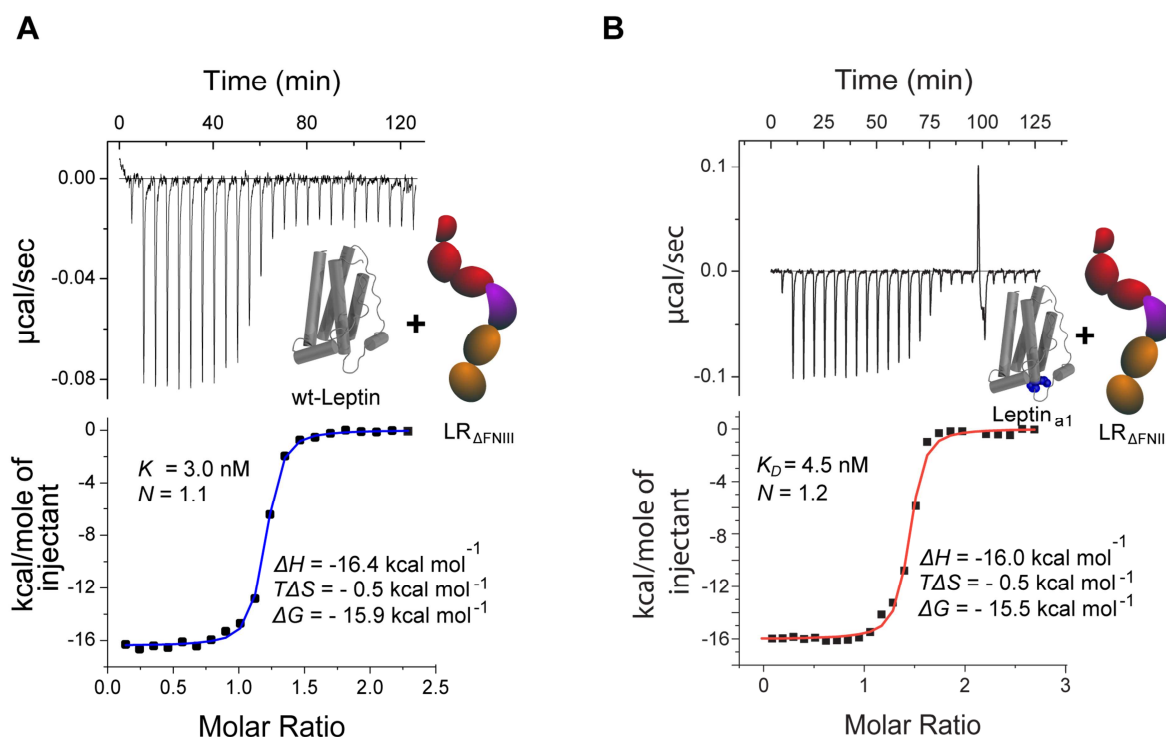 A
Time (min)
0 40 80 120
0.00
-0.04
-0.08
µcal/sec
+
wt-Leptin
LRΔFNIII
0
-4
-8
-12
-16
kcal/mole of
injectant
K = 3.0 nM
N = 1.1
ΔH = -16.4 kcal mol-1
TΔS = - 0.5 kcal mol-1
ΔG = - 15.9 kcal mol-1
0.0 0.5 1.0 1.5 2.0 2.5
Molar Ratio
B
Time (min)
0 25 50 75 100 125
0.1
0.0
-0.1
µcal/sec
+
Leptin a1
LRΔFNIII
0
-4
-8
-12
-16
kcal/mole of
injectant
KD = 4.5 nM
N = 1.2
ΔH = -16.0 kcal mol-1
TΔS = - 0.5 kcal mol-1
ΔG = - 15.5 kcal mol-1
0 1 2 3
Molar Ratio